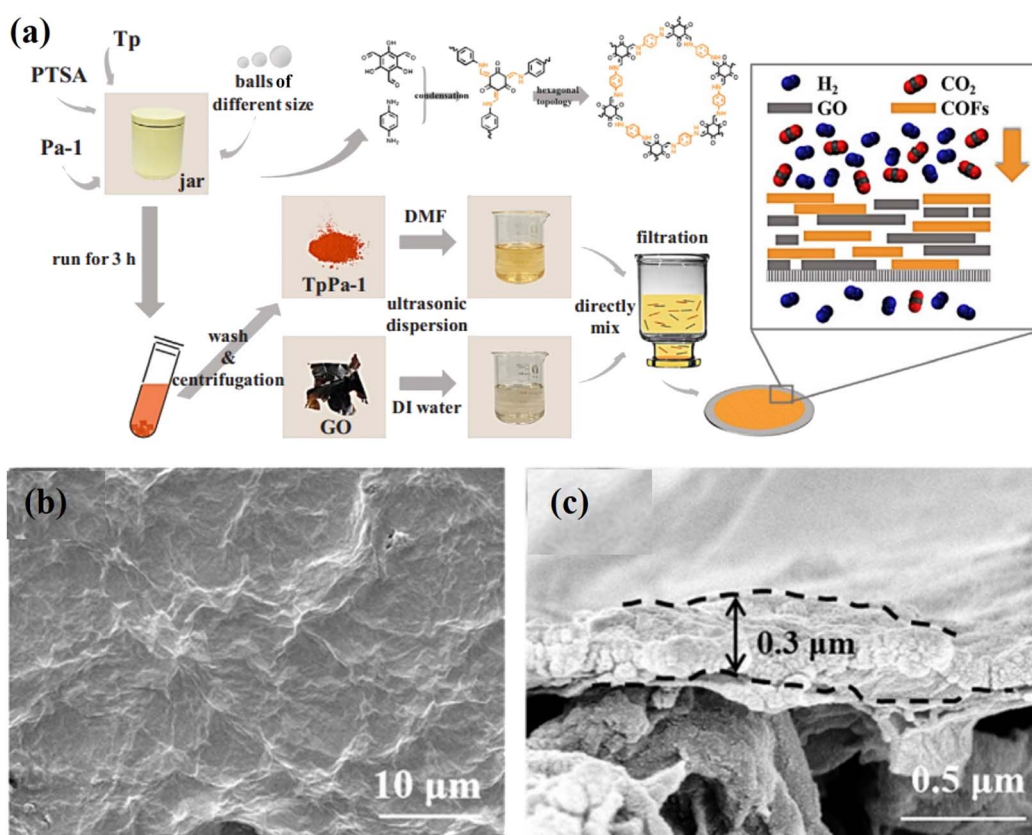 (a)
Tp
PTSA
Pa-1
balls of
different size
jar
condensation
hexagonal
topology
H2
CO2
GO
COFs
run for 3 h
wash
&
centrifugation
TpPa-1
DMF
ultrasonic
dispersion
GO
DI water
filtration
directly
mix
(b)
10 μm
(c)
0.3 μm
0.5 μm